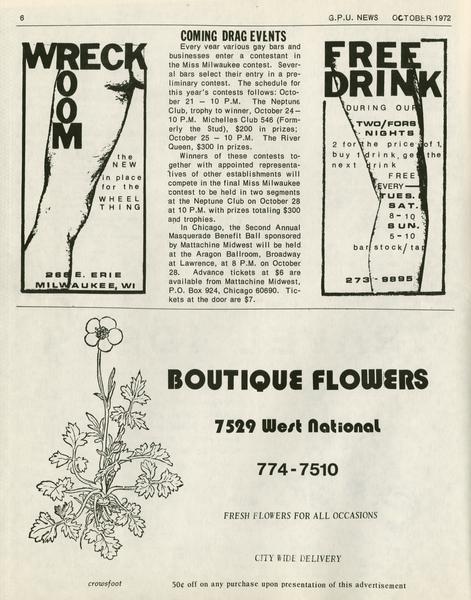 6
G.P.U. NEWS OCTOBER 1972
WRECK
ROOM
the
NEW
in place
for the
WHEEL
THING
266 E. ERIE
MILWAUKEE, WI
COMING DRAG EVENTS
Every year various gay bars and
businesses enter a contestant in
the Miss Milwaukee contest. Sever-
al bars select their entry in a pre-
liminary contest. The schedule for
this year's contests follows: Octo-
ber 21 — 10 P.M. The Neptune
Club, trophy to winner, October 24—
10 P.M. Michelles Club 546 (Form-
erly the Stud), $200 in prizes;
October 25 — 10 P.M. The River
Queen, $300 in prizes.
Winners of these contests to-
gether with appointed representa-
tives of other establishments will
compete in the final Miss Milwaukee
contest to be held in two segments
at the Neptune Club on October 28
at 10 P.M. with prizes totaling $300
and trophies.
In Chicago, the Second Annual
Masquerade Benefit Ball sponsored
by Mattachine Midwest will be held
at the Aragon Ballroom, Broadway
at Lawrence, at 8 P.M. on October
28. Advance tickets at $6 are
available from Mattachine Midwest,
P.O. Box 924, Chicago 60690. Tic-
kets at the door are $7.
FREE
DRINK
DURING OUR
TWO/FORS
NIGHTS
2 for the price of 1,
buy 1 drink, get the
next drink
FREE
EVERY—
TUES.
SAT.
8-10
SUN.
5-10
bar stock/tap
273-9895
BOUTIQUE FLOWERS
7529 West National
774-7510
FRESH FLOWERS FOR ALL OCCASIONS
CITY WIDE DELIVERY
crowsfoot
50¢ off on any purchase upon presentation of this advertisement